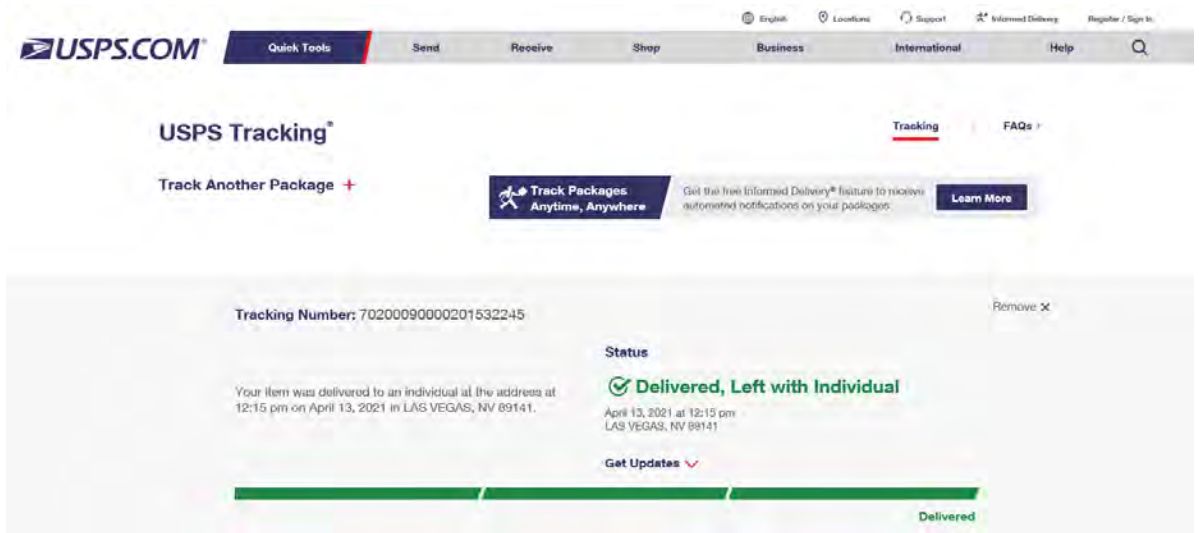 English Locations Support Informed Delivery Register / Sign In
USPS.COM®
Quick Tools Send Receive Shop Business International Help
USPS Tracking®
Tracking FAQs
Track Another Package +
Track Packages
Anytime, Anywhere
Get the free Informed Delivery® feature to receive
automated notifications on your packages
Learn More
Tracking Number: 70200090000201532245
Remove X
Your item was delivered to an individual at the address at
12:15 pm on April 13, 2021 in LAS VEGAS, NV 89141.
Status
Delivered, Left with Individual
April 13, 2021 at 12:15 pm
LAS VEGAS, NV 89141
Get Updates
Delivered